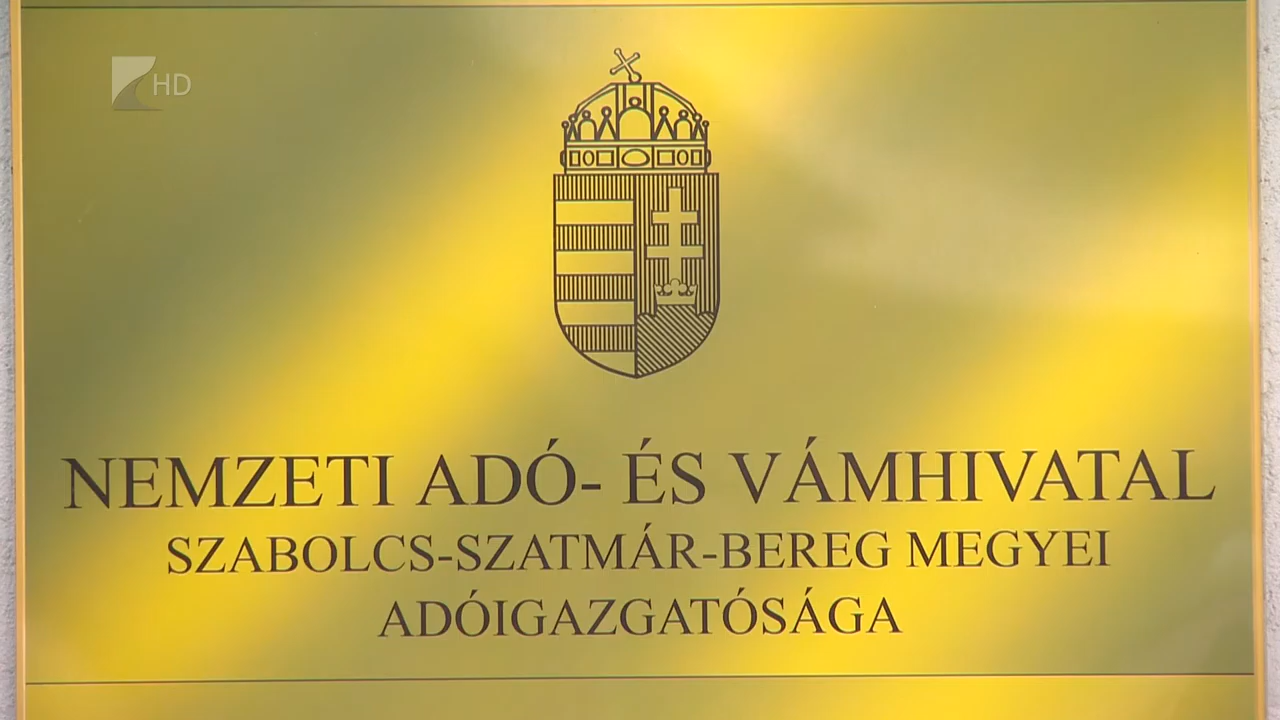 HD
NEMZETI ADÓ- ÉS VÁMHIVATAL
SZABOLCS-SZATMÁR-BEREG MEGYEI
ADÓIGAZGATÓSÁGA